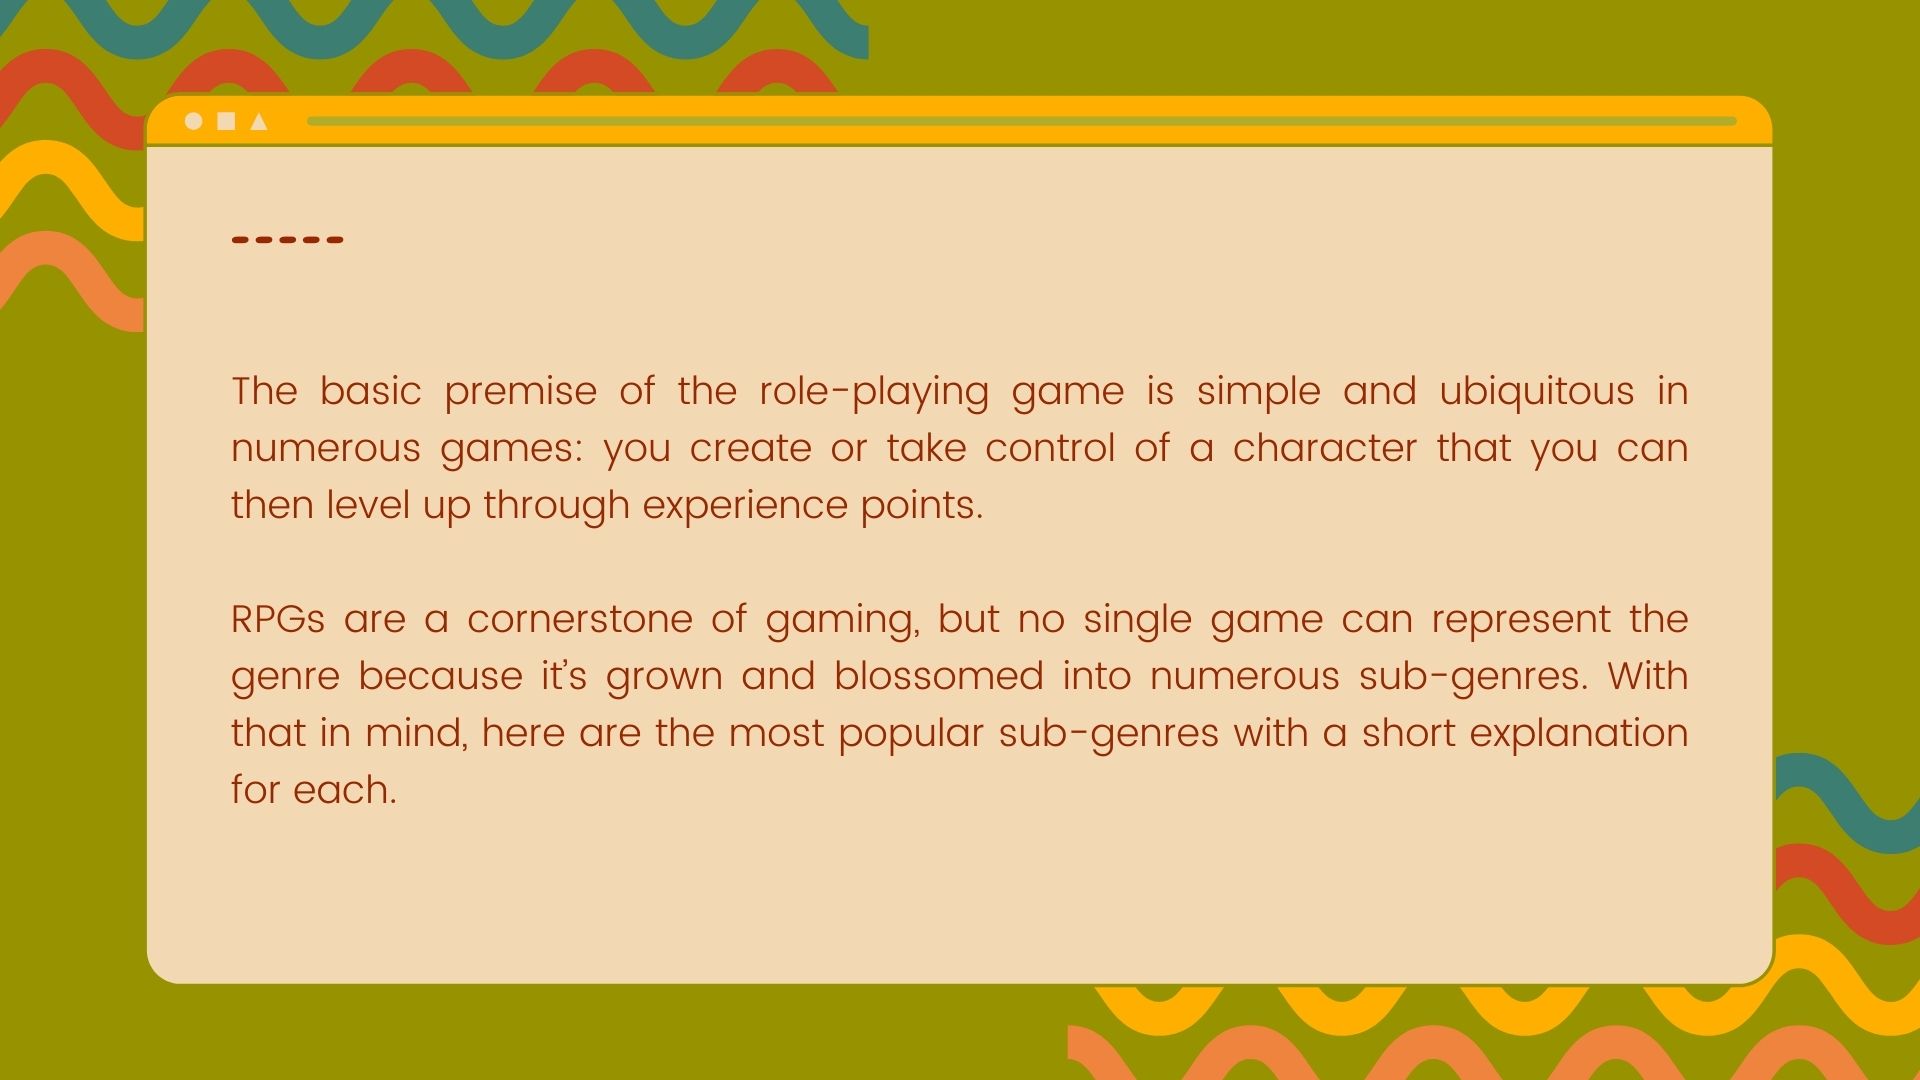 -----
The basic premise of the role-playing game is simple and ubiquitous in
numerous games: you create or take control of a character that you can
then level up through experience points.
RPGs are a cornerstone of gaming, but no single game can represent the
genre because it’s grown and blossomed into numerous sub-genres. With
that in mind, here are the most popular sub-genres with a short explanation
for each.